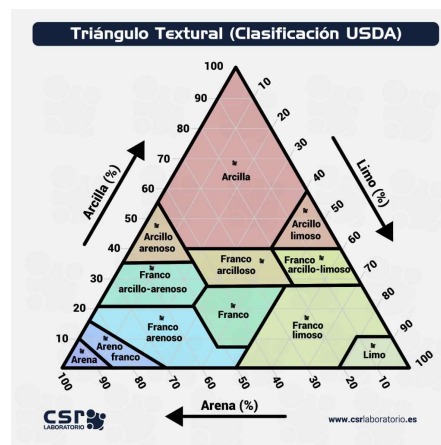 Triángulo Textural (Clasificación USDA)
100
90
80
70
60
50
40
30
20
10
Arcilla (%)
10
20
30
40
50
60
70
80
90
100
Limo (%)
Arcilla
Arcillo
arenoso
Arcillo
limoso
Franco
arcilloso
Franco
arcillo-limoso
Franco
arcillo-arenoso
Franco
Franco
arenoso
Franco
limoso
Areno
franco
Arena
Limo
100
90
80
70
60
50
40
30
20
10
Arena (%)
csr
LABORATORIO
www.csrlaboratorio.es